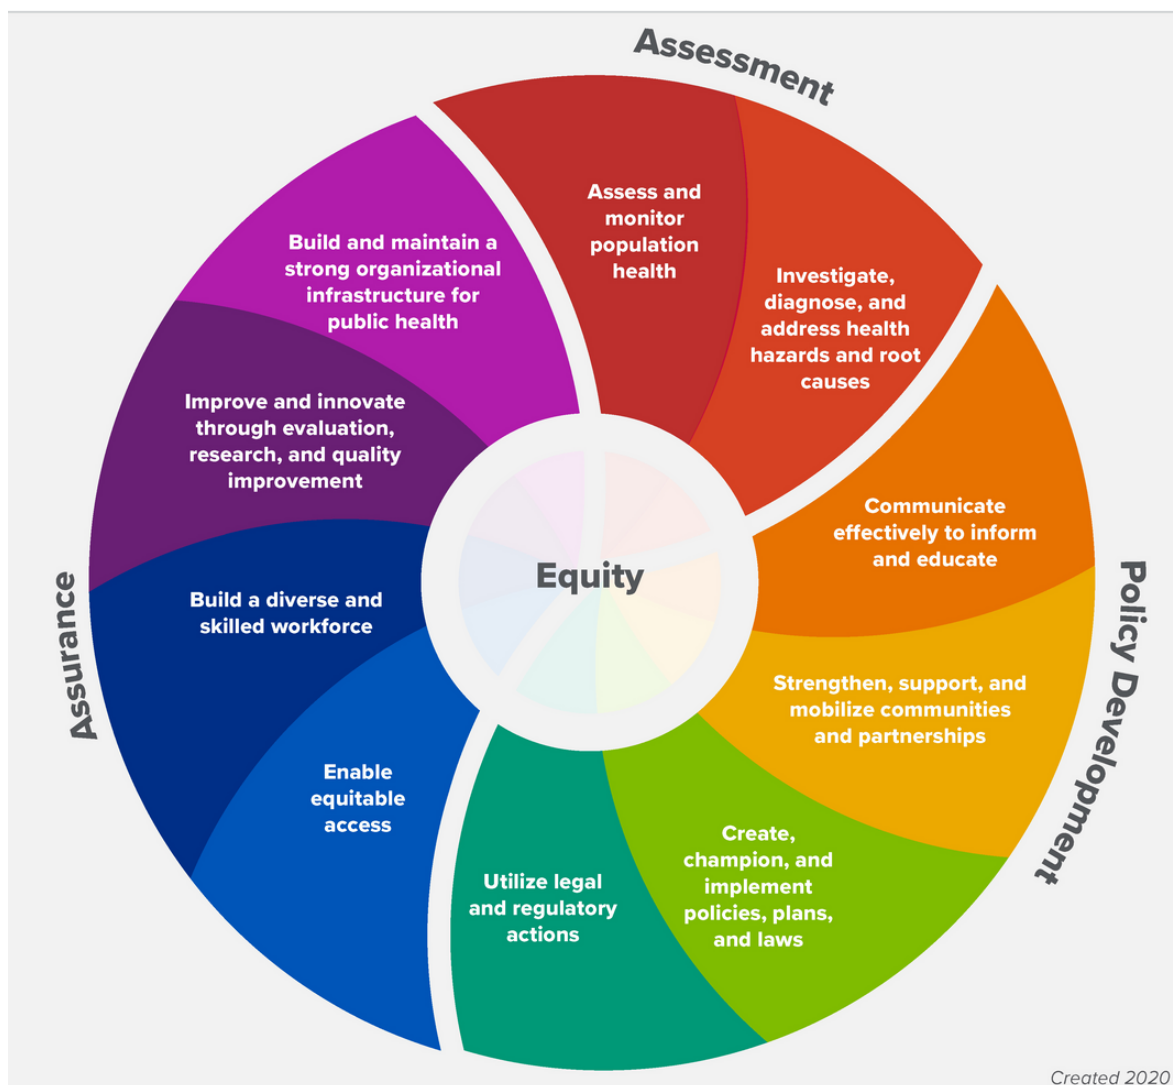 Assessment
Assess and
monitor
population
health
Investigate,
diagnose, and
address health
hazards and root
causes
Communicate
effectively to inform
and educate
Strengthen, support, and
mobilize communities
and partnerships
Policy Development
Create,
champion, and
implement
policies, plans,
and laws
Utilize legal
and regulatory
actions
Enable
equitable
access
Build a diverse and
skilled workforce
Assurance
Improve and innovate
through evaluation,
research, and quality
improvement
Build and maintain a
strong organizational
infrastructure for
public health
Equity
Created 2020